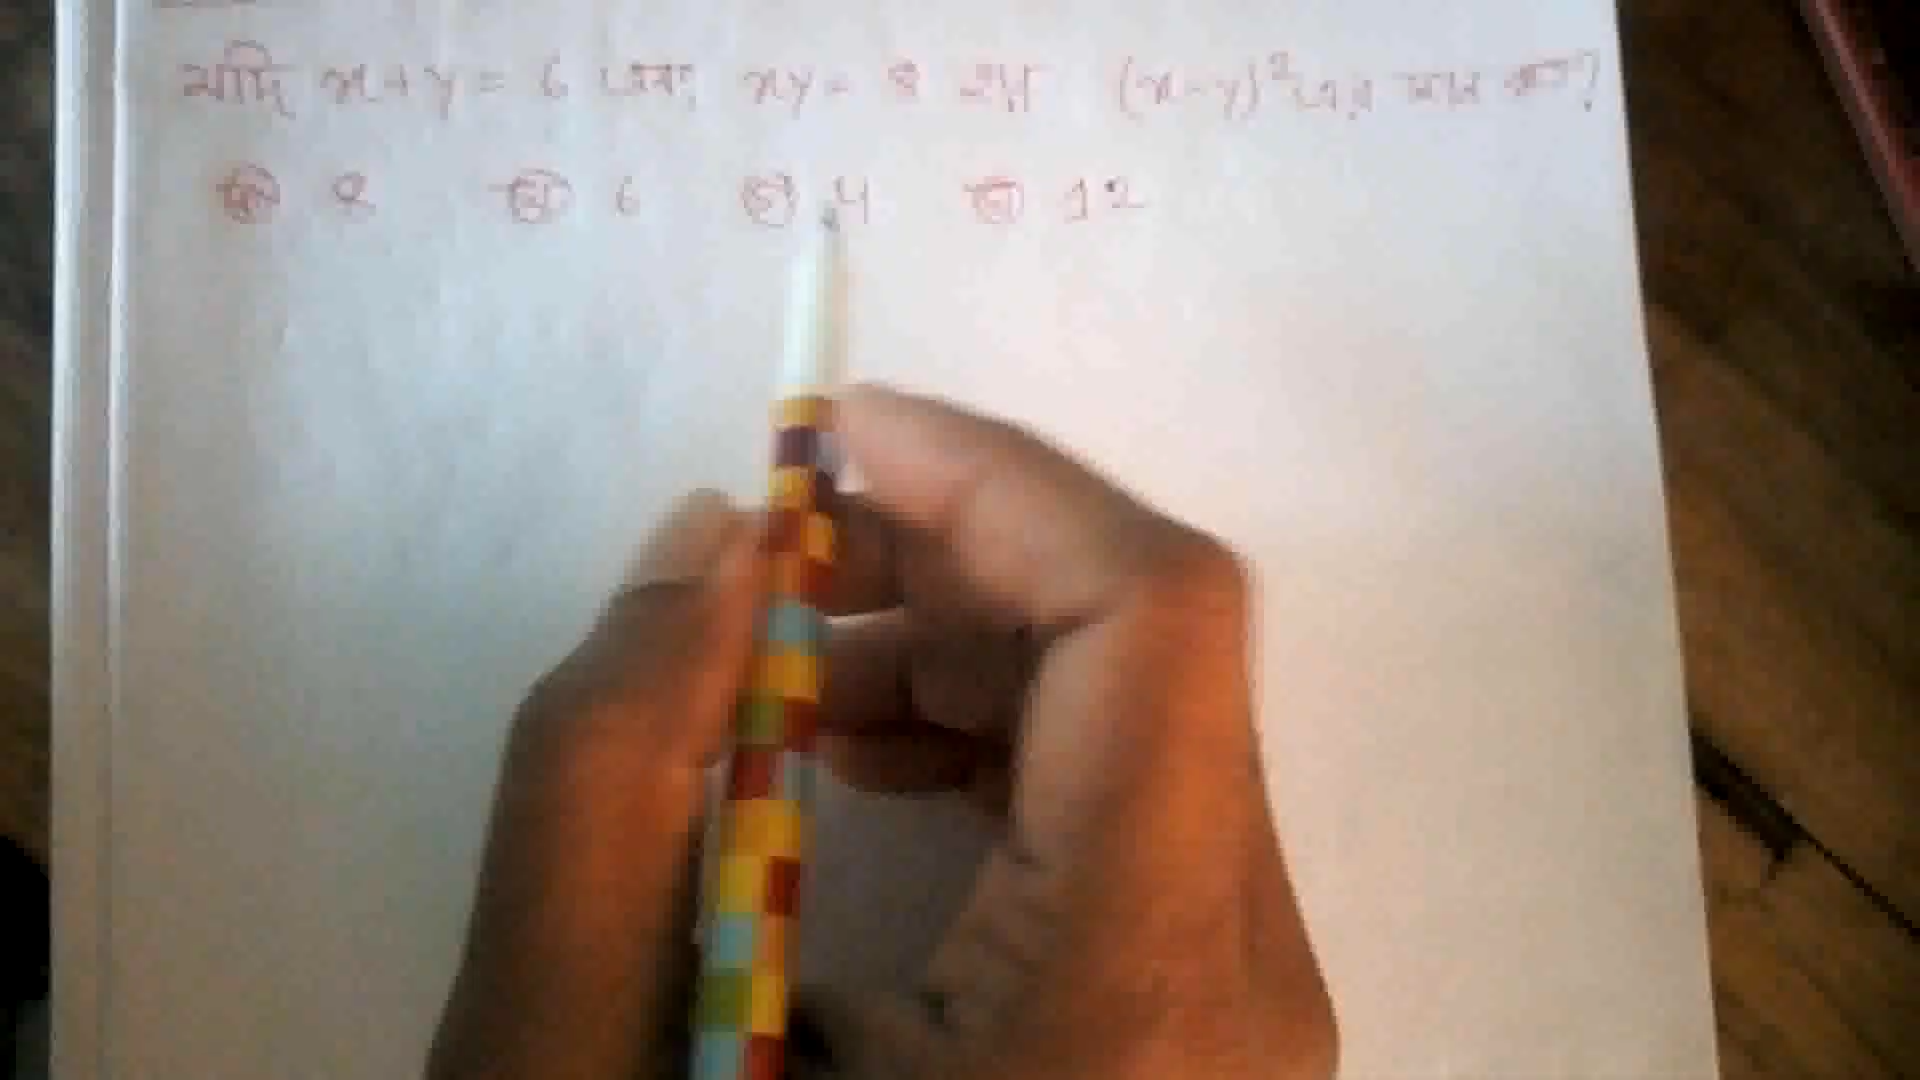 যদি x+y= 6 এবং xy= 8 হয় (x-y)² এর মান কত?
ক 2 খ 6 গ 4 ঘ 12